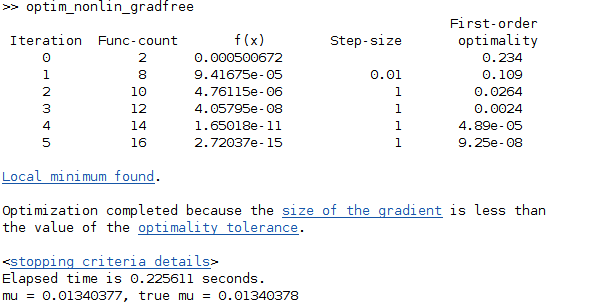 >> optim_nonlin_gradfree
First-order
Iteration Func-count f(x) Step-size optimality
0 2 0.000500672 0.234
1 8 9.41675e-05 0.01 0.109
2 10 4.76115e-06 1 0.0264
3 12 4.05795e-08 1 0.0024
4 14 1.65018e-11 1 4.89e-05
5 16 2.72037e-15 1 9.25e-08
Local minimum found.
Optimization completed because the size of the gradient is less than
the value of the optimality tolerance.
<stopping criteria details>
Elapsed time is 0.225611 seconds.
mu = 0.01340377, true mu = 0.01340378